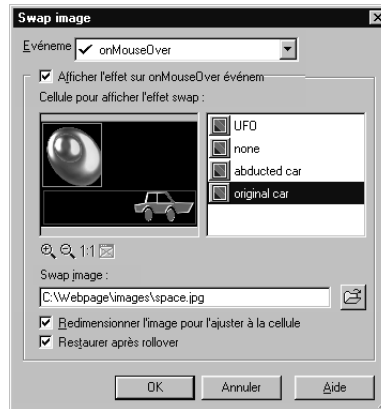 Swap image
Evéneme onMouseOver
Afficher l'effet sur onMouseOver événem
Cellule pour afficher l'effet swap :
UFO
none
abducted car
original car
1:1
Swap image :
C:\Webpage\images\space.jpg
Redimensionner l'image pour l'ajuster à la cellule
Restaurer après rollover
OK Annuler Aide